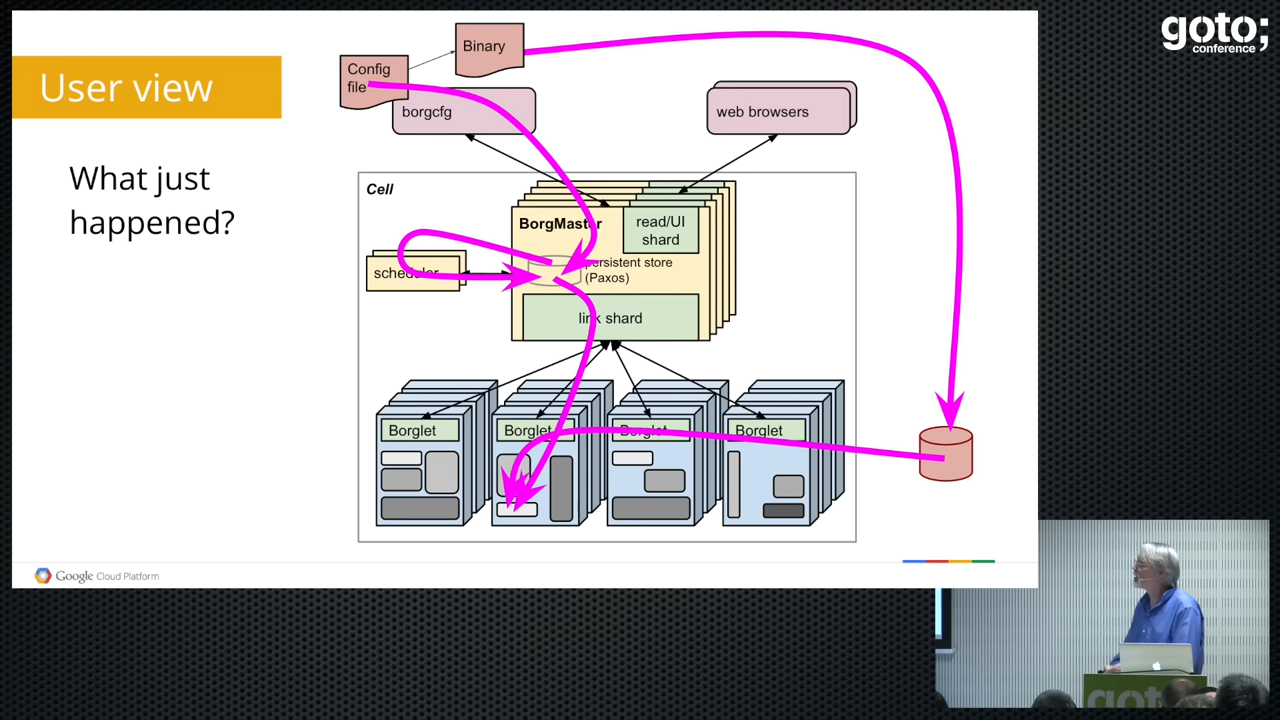 goto;
conference
User view
What just
happened?
Binary
Config
file
borgcfg
web browsers
Cell
BorgMaster
read/UI
shard
scheduler
persistent store
(Paxos)
link shard
Borglet
Borglet
Borglet
Borglet
Google Cloud Platform
goto;